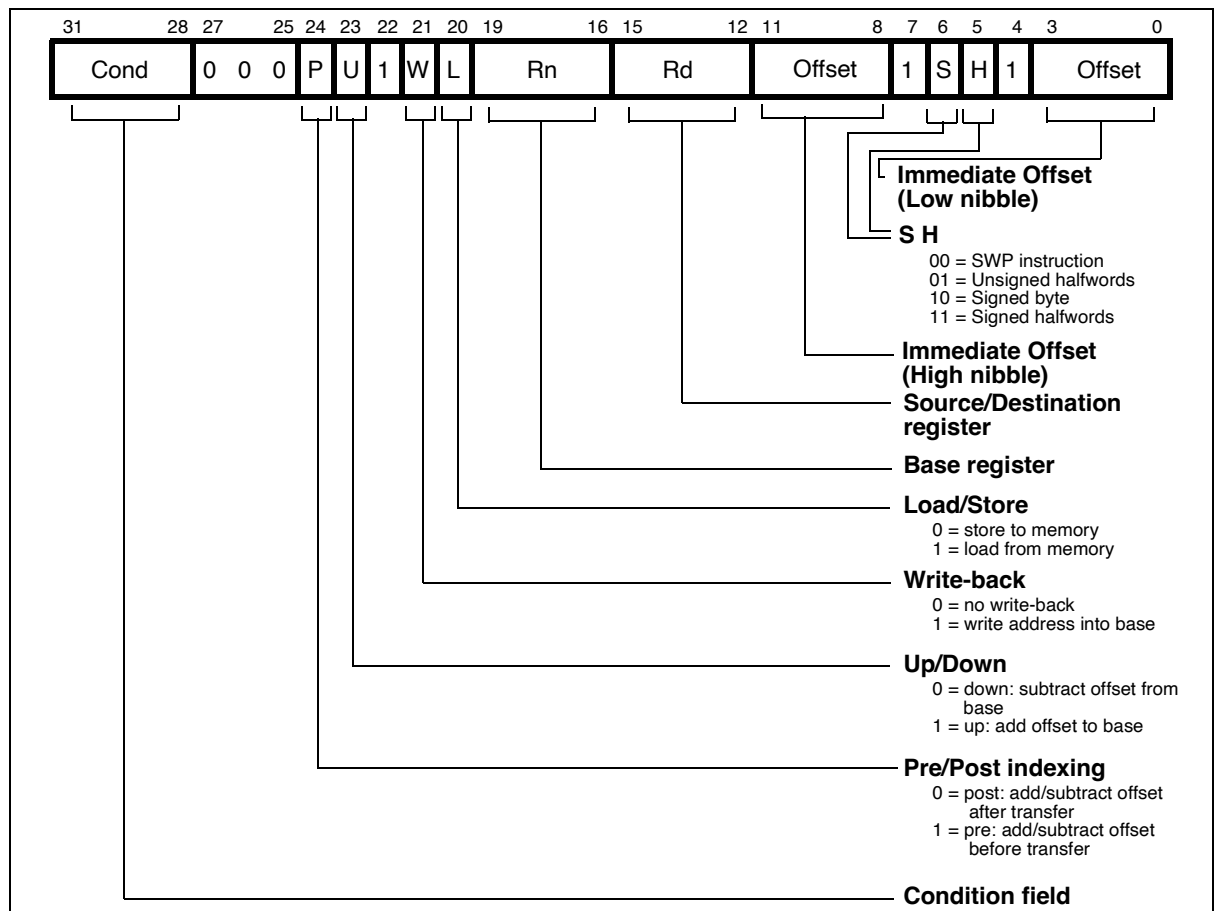 31 28 27 25 24 23 22 21 20 19 16 15 12 11 8 7 6 5 4 3 0
Cond 0 0 0 P U 1 W L Rn Rd Offset 1 S H 1 Offset
Immediate Offset
(Low nibble)
S H
00 = SWP instruction
01 = Unsigned halfwords
10 = Signed byte
11 = Signed halfwords
Immediate Offset
(High nibble)
Source/Destination
register
Base register
Load/Store
0 = store to memory
1 = load from memory
Write-back
0 = no write-back
1 = write address into base
Up/Down
0 = down: subtract offset from
base
1 = up: add offset to base
Pre/Post indexing
0 = post: add/subtract offset
after transfer
1 = pre: add/subtract offset
before transfer
Condition field